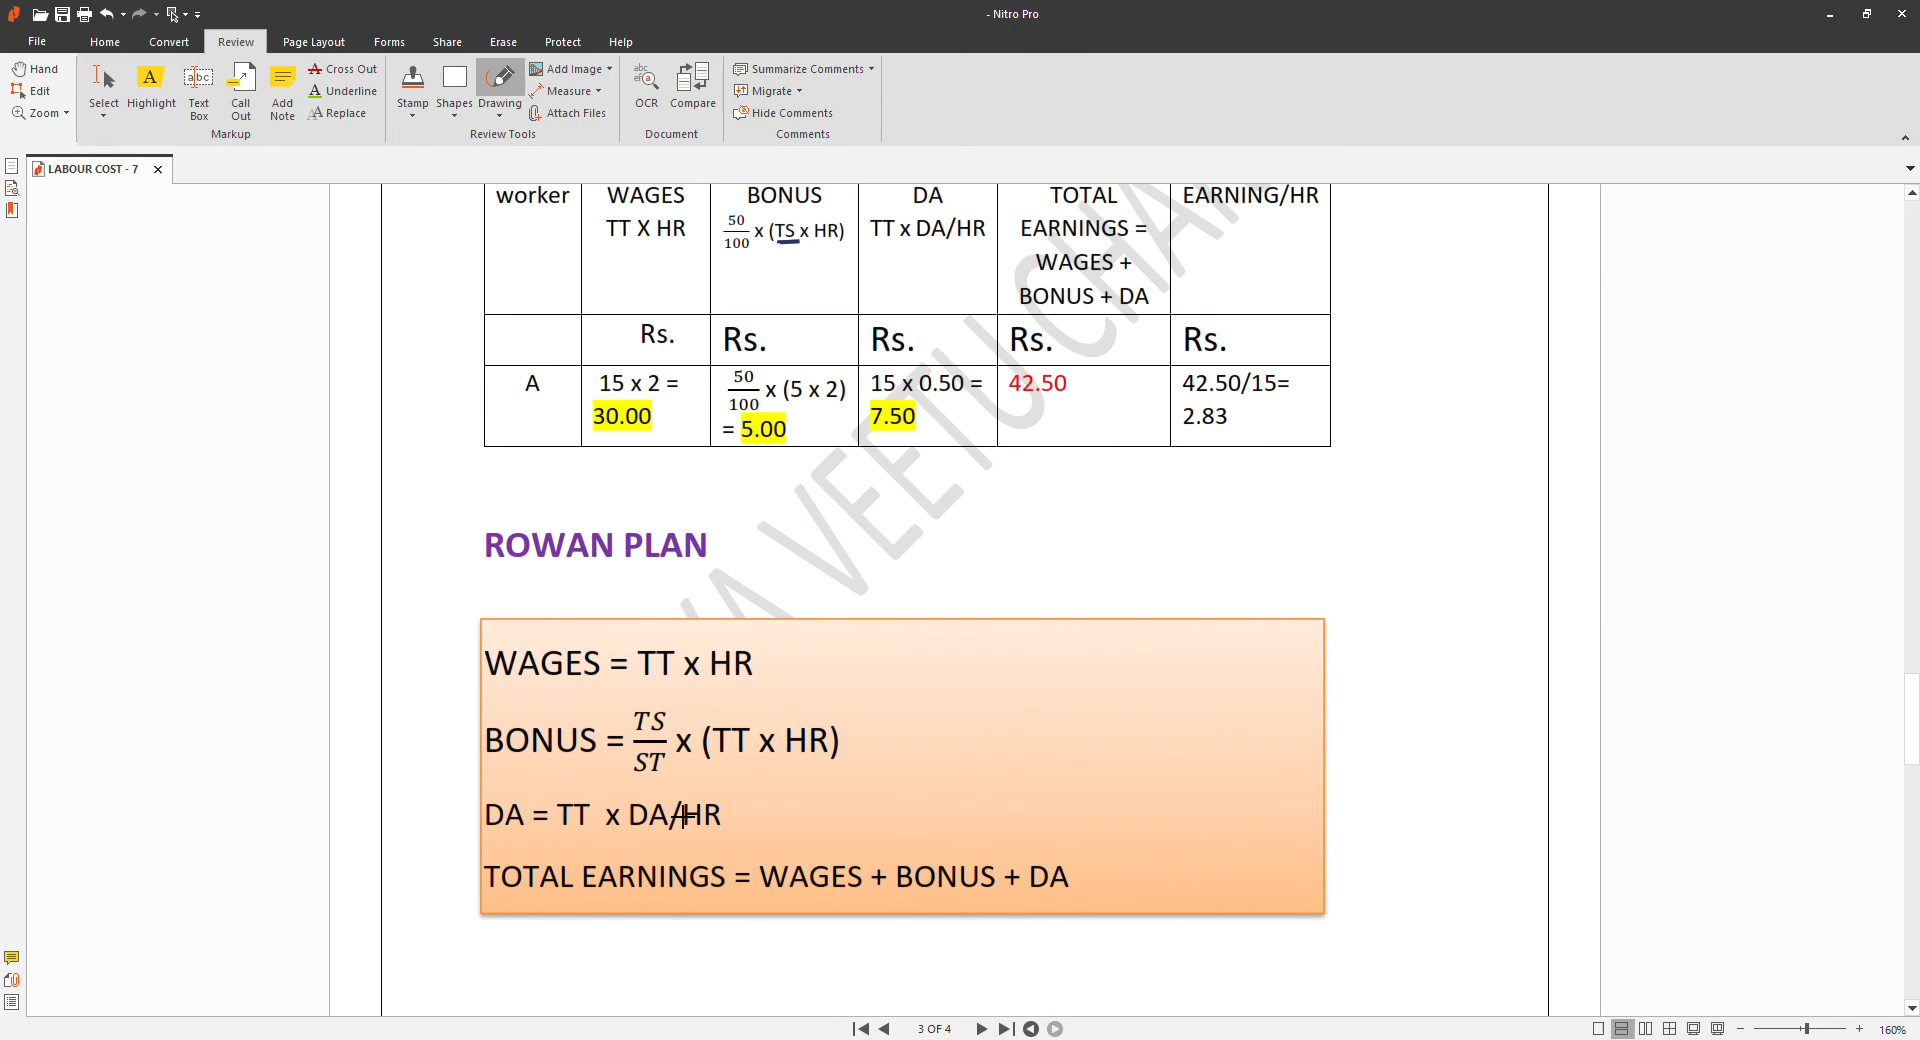 - Nitro Pro
File Home Convert Review Page Layout Forms Share Erase Protect Help
Hand
Edit
Zoom
Select
Highlight
Text Box
Call Out
Add Note
Cross Out
Underline
Replace
Markup
Stamp
Shapes
Drawing
Add Image
Measure
Attach Files
Review Tools
OCR
Compare
Document
Summarize Comments
Migrate
Hide Comments
Comments
LABOUR COST - 7
worker WAGES BONUS DA TOTAL EARNING/HR
TT X HR 50/100 x (TS x HR) TT x DA/HR EARNINGS =
WAGES +
BONUS + DA
Rs. Rs. Rs. Rs. Rs.
A 15 x 2 = 50/100 x (5 x 2) 15 x 0.50 = 42.50 42.50/15=
30.00 = 5.00 7.50 2.83
ROWAN PLAN
WAGES = TT x HR
BONUS = TS/ST x (TT x HR)
DA = TT x DA/HR
TOTAL EARNINGS = WAGES + BONUS + DA
3 OF 4
160%